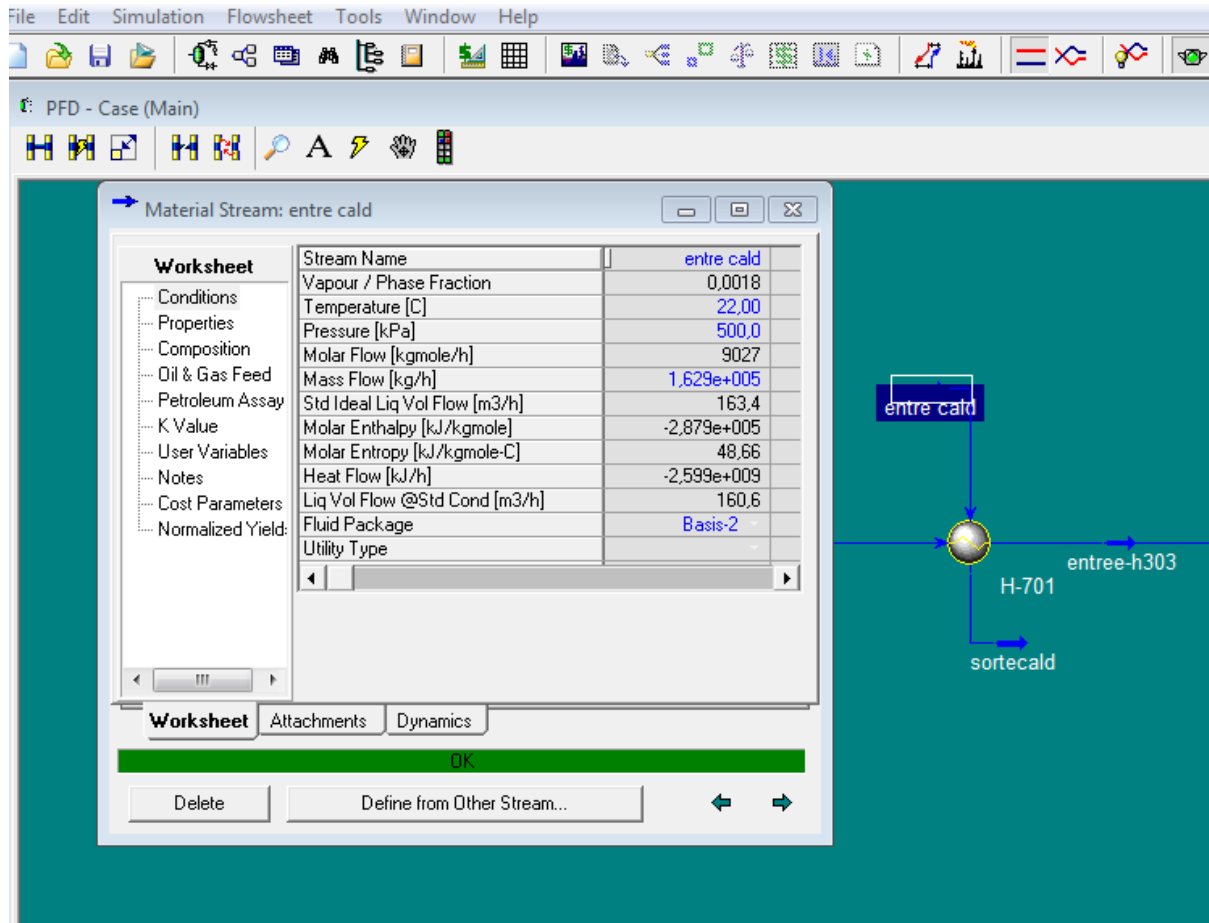 File Edit Simulation Flowsheet Tools Window Help
PFD - Case (Main)
A
Material Stream: entre cald
Worksheet
Conditions
Properties
Composition
Oil & Gas Feed
Petroleum Assay
K Value
User Variables
Notes
Cost Parameters
Normalized Yield:
Stream Name entre cald
Vapour / Phase Fraction 0,0018
Temperature [C] 22,00
Pressure [kPa] 500,0
Molar Flow [kgmole/h] 9027
Mass Flow [kg/h] 1,629e+005
Std Ideal Liq Vol Flow [m3/h] 163,4
Molar Enthalpy [kJ/kgmole] -2,879e+005
Molar Entropy [kJ/kgmole-C] 48,66
Heat Flow [kJ/h] -2,599e+009
Liq Vol Flow @Std Cond [m3/h] 160,6
Fluid Package Basis-2
Utility Type
Worksheet Attachments Dynamics
OK
Delete Define from Other Stream...
entre cald
entree-h303
H-701
sortecald